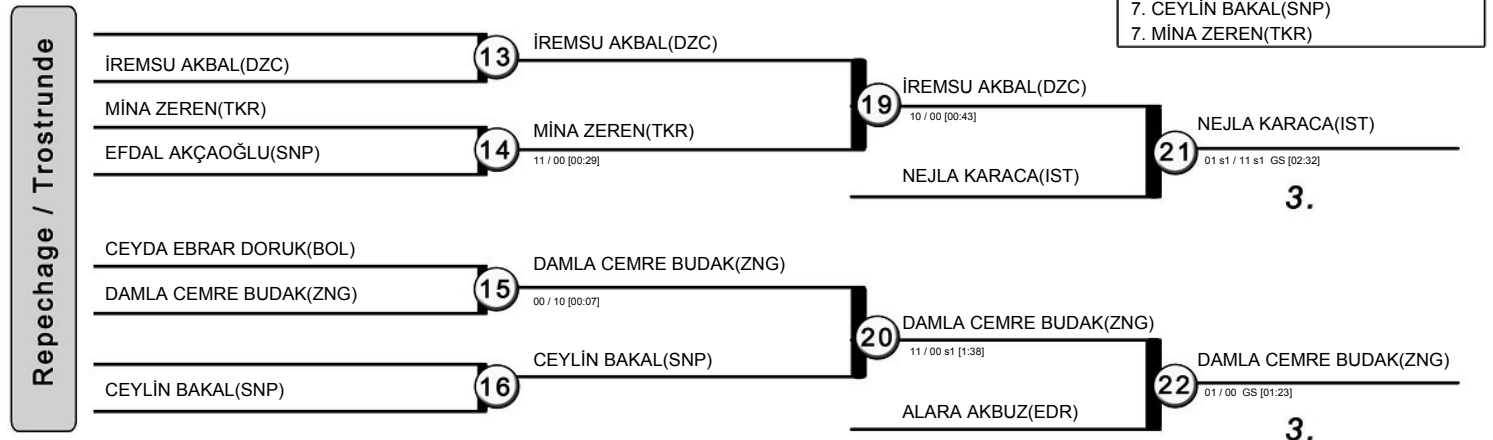 7. CEYLİN BAKAL(SNP)
7. MİNA ZEREN(TKR)
Repechage / Trostrunde
İREMSU AKBAL(DZC)
13
İREMSU AKBAL(DZC)
MİNA ZEREN(TKR)
EFDAL AKÇAOĞLU(SNP)
14
MİNA ZEREN(TKR)
11 / 00 [00:29]
19
İREMSU AKBAL(DZC)
10 / 00 [00:43]
NEJLA KARACA(IST)
21
NEJLA KARACA(IST)
01 s1 / 11 s1 GS [02:32]
3.
CEYDA EBRAR DORUK(BOL)
DAMLA CEMRE BUDAK(ZNG)
15
DAMLA CEMRE BUDAK(ZNG)
00 / 10 [00:07]
CEYLİN BAKAL(SNP)
16
CEYLİN BAKAL(SNP)
20
DAMLA CEMRE BUDAK(ZNG)
11 / 00 s1 [1:38]
ALARA AKBUZ(EDR)
22
DAMLA CEMRE BUDAK(ZNG)
01 / 00 GS [01:23]
3.